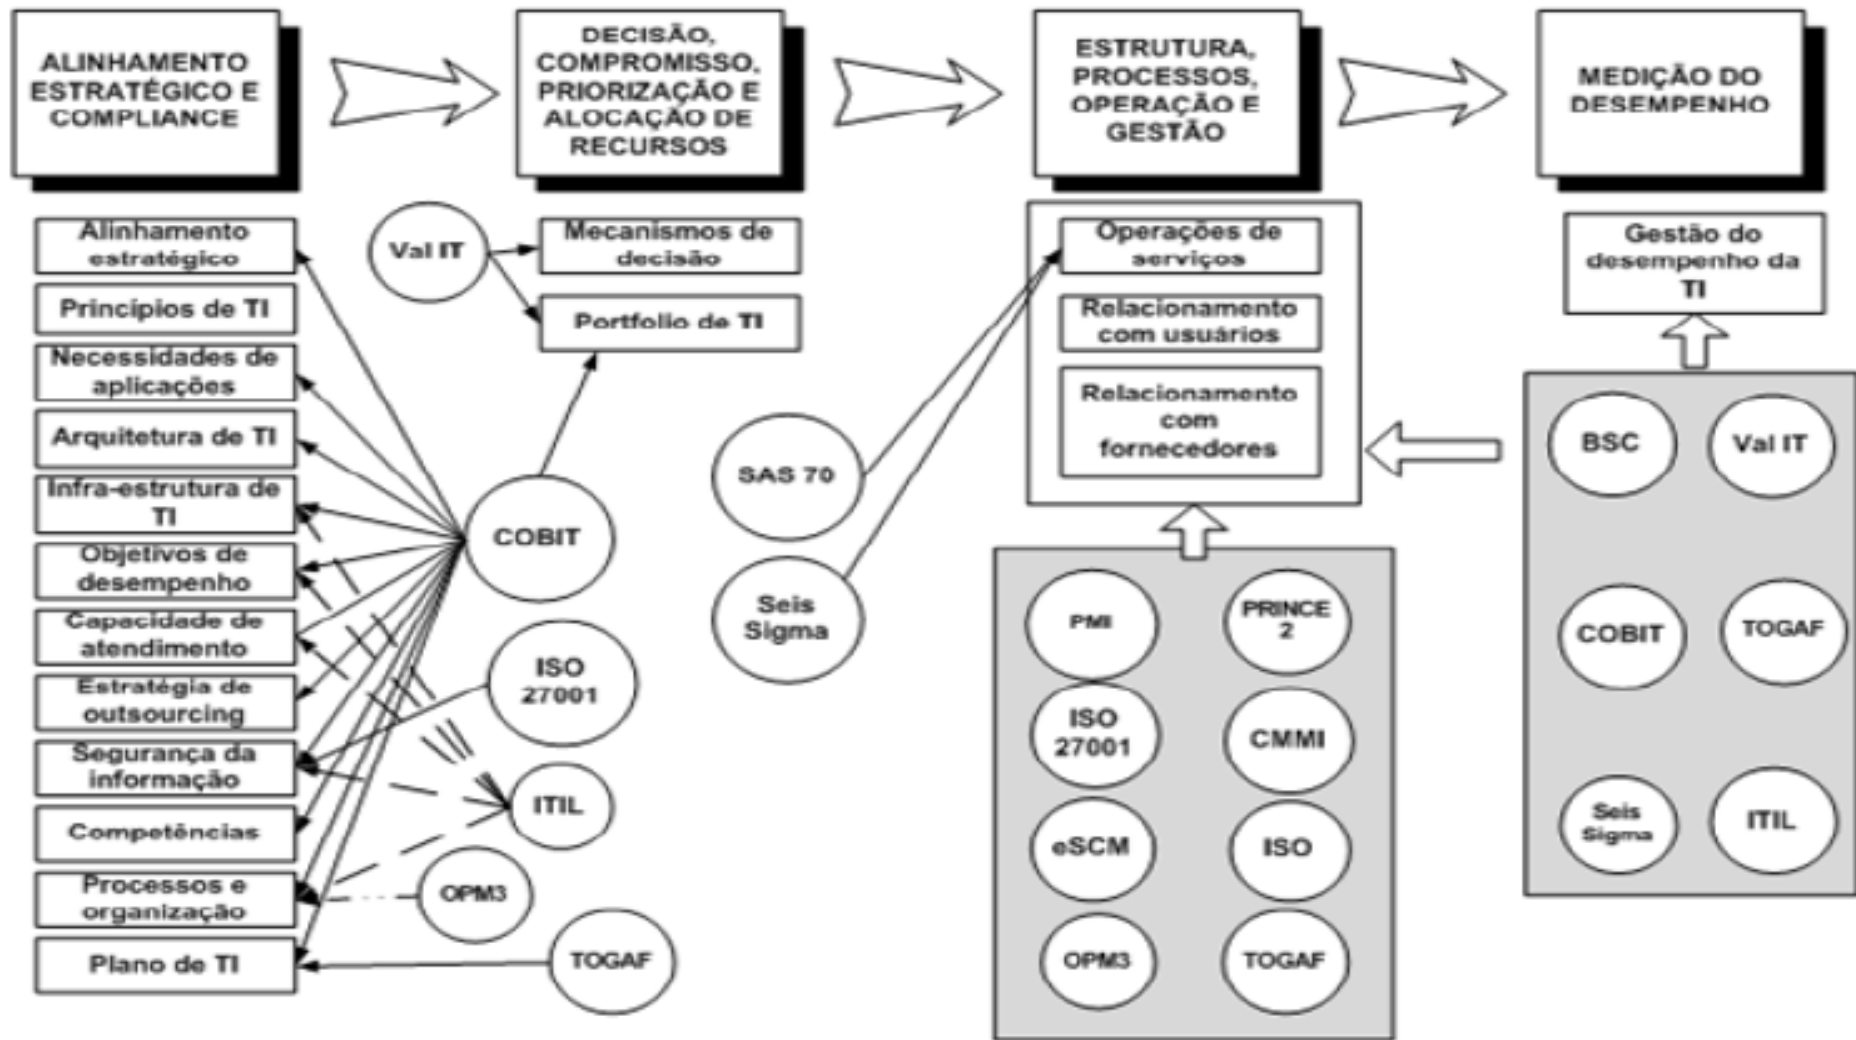 ALINHAMENTO
ESTRATÉGICO E
COMPLIANCE
DECISÃO,
COMPROMISSO,
PRIORIZAÇÃO E
ALOCAÇÃO DE
RECURSOS
ESTRUTURA,
PROCESSOS,
OPERAÇÃO E
GESTÃO
MEDIÇÃO DO
DESEMPENHO
Alinhamento
estratégico
Princípios de TI
Necessidades de
aplicações
Arquitetura de TI
Infra-estrutura de
TI
Objetivos de
desempenho
Capacidade de
atendimento
Estratégia de
outsourcing
Segurança da
informação
Competências
Processos e
organização
Plano de TI
Val IT
Mecanismos de
decisão
Portfolio de TI
COBIT
ISO
27001
ITIL
OPM3
TOGAF
SAS 70
Seis
Sigma
Operações de
serviços
Relacionamento
com usuários
Relacionamento
com
fornecedores
PMI
PRINCE
2
ISO
27001
CMMI
eSCM
ISO
OPM3
TOGAF
Gestão do
desempenho da
TI
BSC
Val IT
COBIT
TOGAF
Seis
Sigma
ITIL